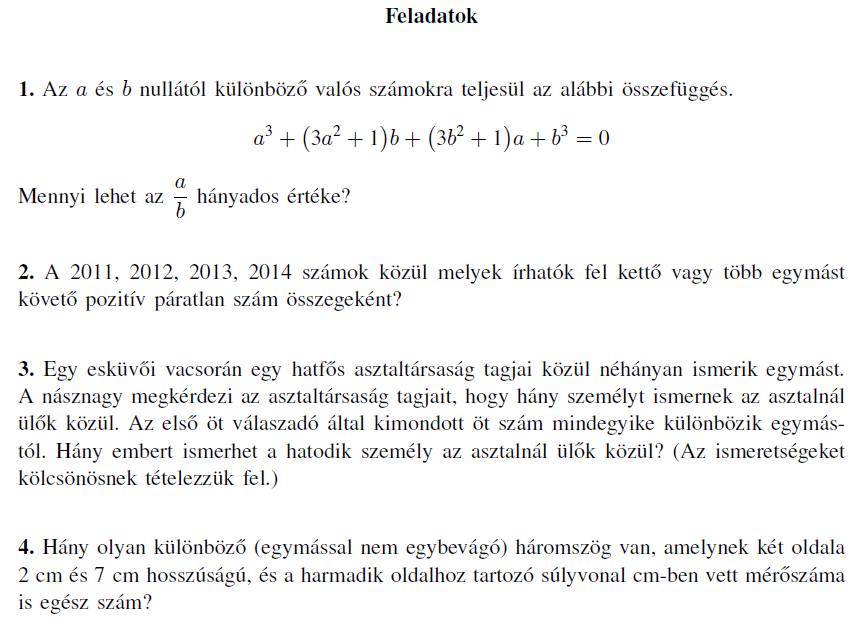 Feladatok
1. Az a és b nullától különböző valós számokra teljesül az alábbi összefüggés.
a³ + (3a² + 1)b + (3b² + 1)a + b³ = 0
Mennyi lehet az a/b hányados értéke?
2. A 2011, 2012, 2013, 2014 számok közül melyek írhatók fel kettő vagy több egymást
követő pozitív páratlan szám összegeként?
3. Egy esküvői vacsorán egy hatfős asztaltársaság tagjai közül néhányan ismerik egymást.
A násznagy megkérdezi az asztaltársaság tagjait, hogy hány személyt ismernek az asztalnál
ülők közül. Az első öt válaszadó által kimondott öt szám mindegyike különbözik egymás-
tól. Hány embert ismerhet a hatodik személy az asztalnál ülők közül? (Az ismeretségeket
kölcsönösnek tételezzük fel.)
4. Hány olyan különböző (egymással nem egybevágó) háromszög van, amelynek két oldala
2 cm és 7 cm hosszúságú, és a harmadik oldalhoz tartozó súlyvonal cm-ben vett mérőszáma
is egész szám?